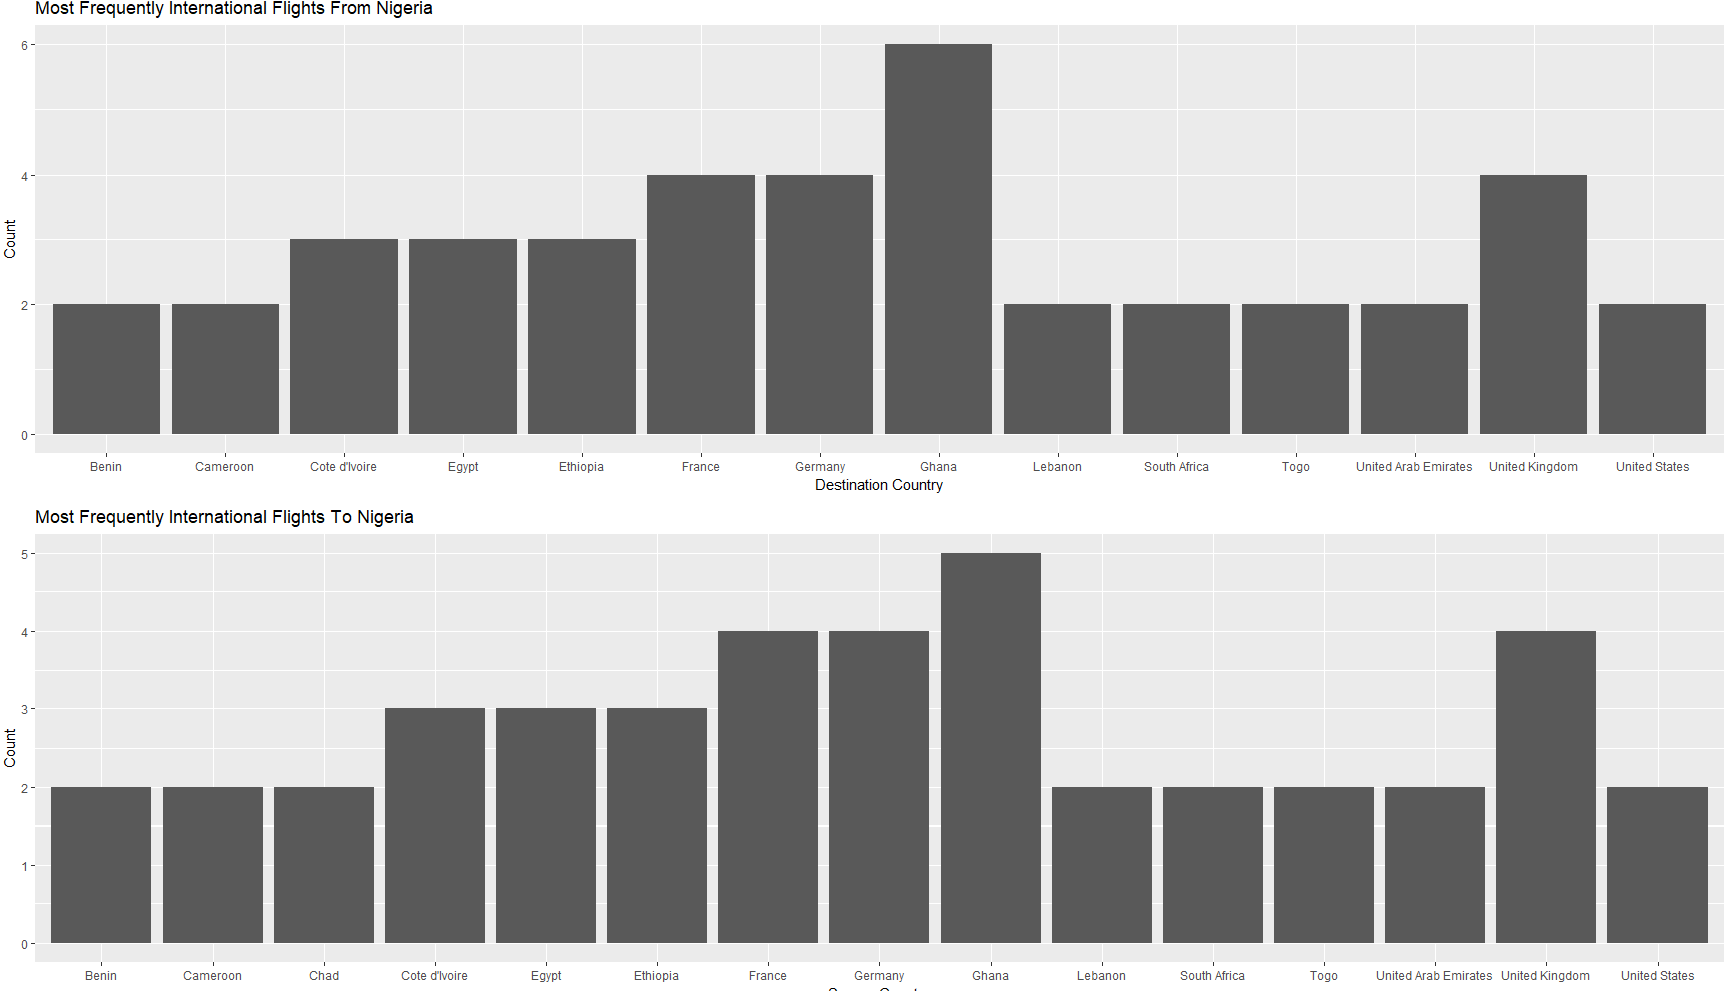 Most Frequently International Flights From Nigeria
6
4
2
0
Count
Benin Cameroon Cote d'Ivoire Egypt Ethiopia France Germany Ghana Lebanon South Africa Togo United Arab Emirates United Kingdom United States
Destination Country
Most Frequently International Flights To Nigeria
5
4
3
2
1
0
Count
Benin Cameroon Chad Cote d'Ivoire Egypt Ethiopia France Germany Ghana Lebanon South Africa Togo United Arab Emirates United Kingdom United States